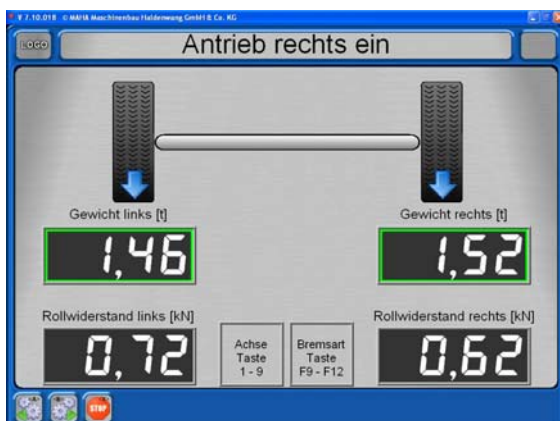 V 7.10.018 © MAHA Maschinenbau Haldenwang GmbH & Co. KG
LOGO
Antrieb rechts ein
Gewicht links [t]
Gewicht rechts [t]
1,46
1,52
Rollwiderstand links [kN]
Rollwiderstand rechts [kN]
0,72
Achse
Taste
1 - 9
Bremsart
Taste
F9 - F12
0,62
STOP